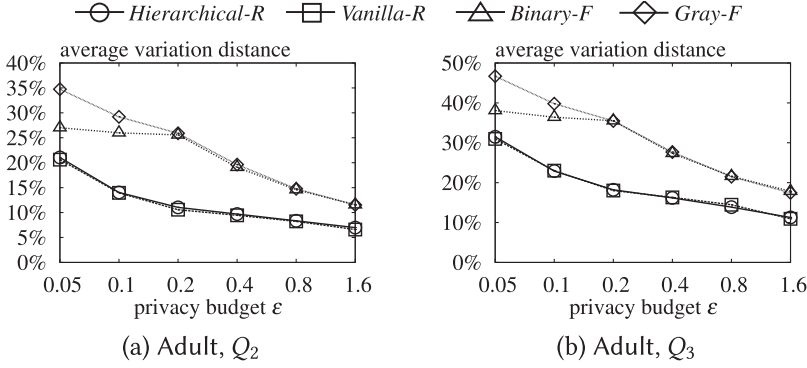 Hierarchical-R Vanilla-R Binary-F Gray-F
average variation distance
40%
35%
30%
25%
20%
15%
10%
5%
0%
0.05 0.1 0.2 0.4 0.8 1.6
privacy budget ε
(a) Adult, Q2
average variation distance
50%
40%
30%
20%
10%
0%
0.05 0.1 0.2 0.4 0.8 1.6
privacy budget ε
(b) Adult, Q3